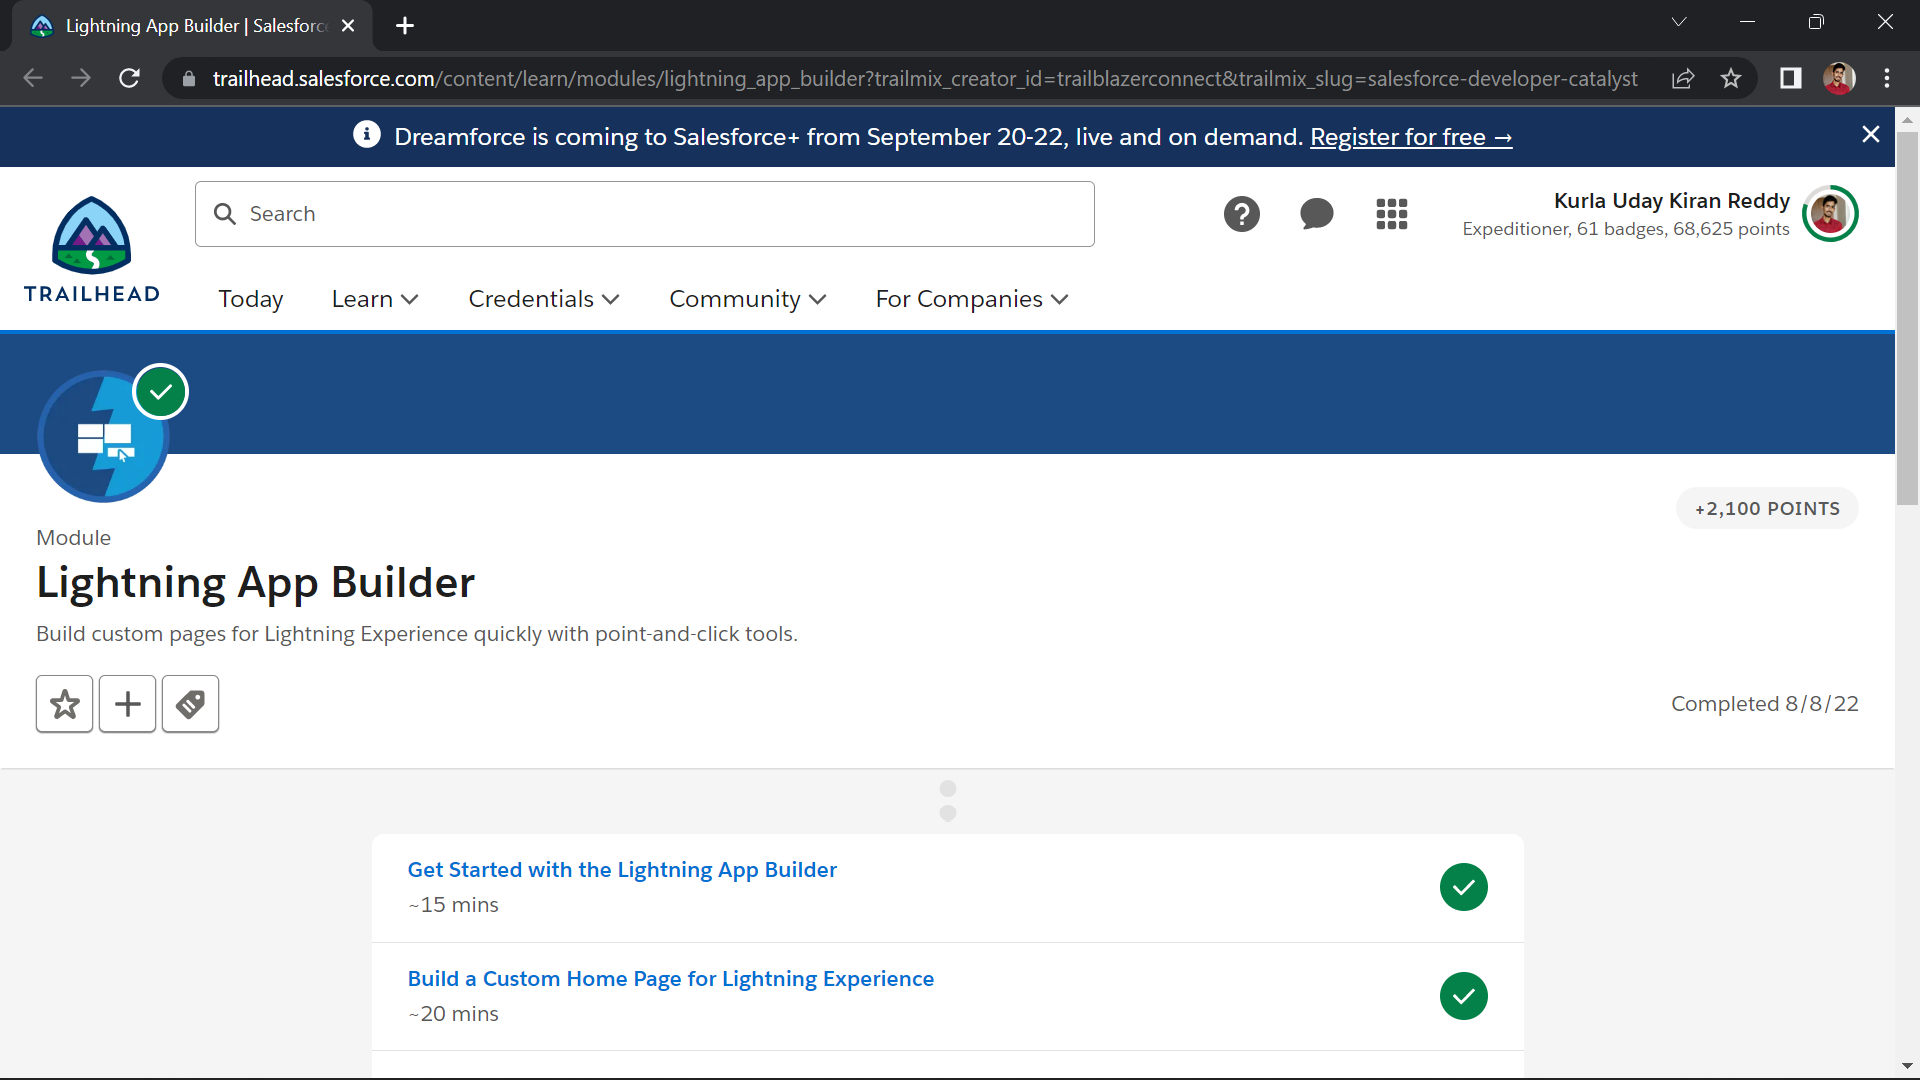 Lightning App Builder | Salesforc
trailhead.salesforce.com/content/learn/modules/lightning_app_builder?trailmix_creator_id=trailblazerconnect&trailmix_slug=salesforce-developer-catalyst
Dreamforce is coming to Salesforce+ from September 20-22, live and on demand. Register for free →
TRAILHEAD
Search
Kurla Uday Kiran Reddy
Expeditioner, 61 badges, 68,625 points
Today Learn Credentials Community For Companies
+2,100 POINTS
Module
Lightning App Builder
Build custom pages for Lightning Experience quickly with point-and-click tools.
Completed 8/8/22
Get Started with the Lightning App Builder
~15 mins
Build a Custom Home Page for Lightning Experience
~20 mins